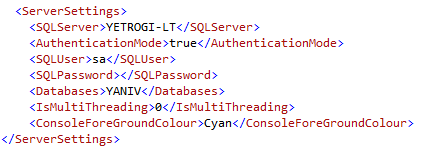 <ServerSettings>
<SQLServer>YETROGI-LT</SQLServer>
<AuthenticationMode>true</AuthenticationMode>
<SQLUser>sa</SQLUser>
<SQLPassword></SQLPassword>
<Databases>YANIV</Databases>
<IsMultiThreading>0</IsMultiThreading>
<ConsoleForeGroundColour>Cyan</ConsoleForeGroundColour>
</ServerSettings>